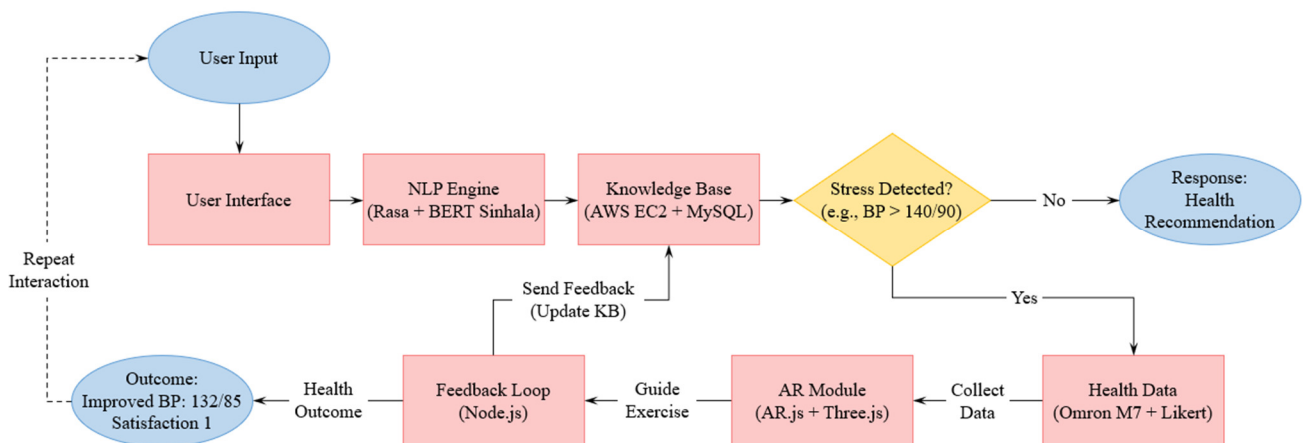 User Input
User Interface
NLP Engine
(Rasa + BERT Sinhala)
Knowledge Base
(AWS EC2 + MySQL)
Stress Detected?
(e.g., BP > 140/90)
No
Response:
Health
Recommendation
Repeat
Interaction
Send Feedback
(Update KB)
Yes
Outcome:
Improved BP: 132/85
Satisfaction 1
Health
Outcome
Feedback Loop
(Node.js)
Guide
Exercise
AR Module
(AR.js + Three.js)
Collect
Data
Health Data
(Omron M7 + Likert)